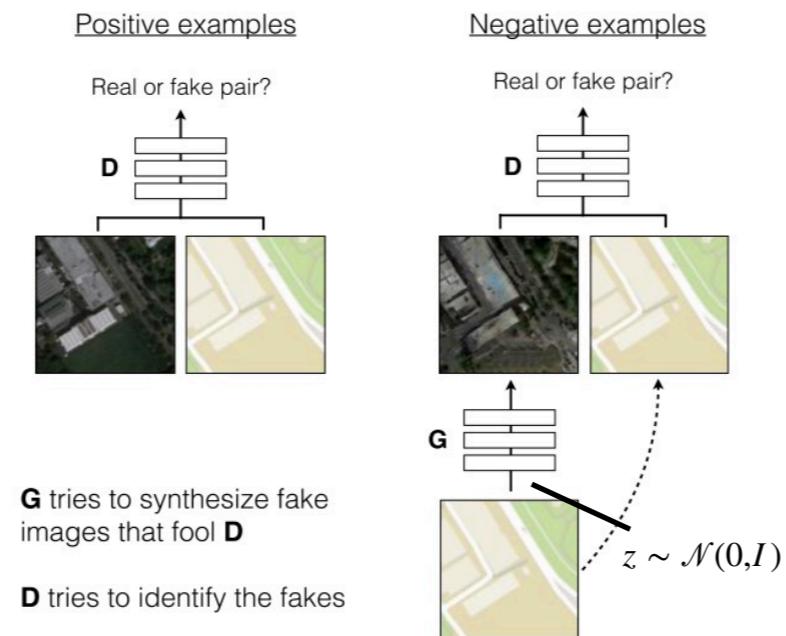 Positive examples
Real or fake pair?
D
Negative examples
Real or fake pair?
D
G
z ∼ 𝒩(0,I)
G tries to synthesize fake
images that fool D
D tries to identify the fakes